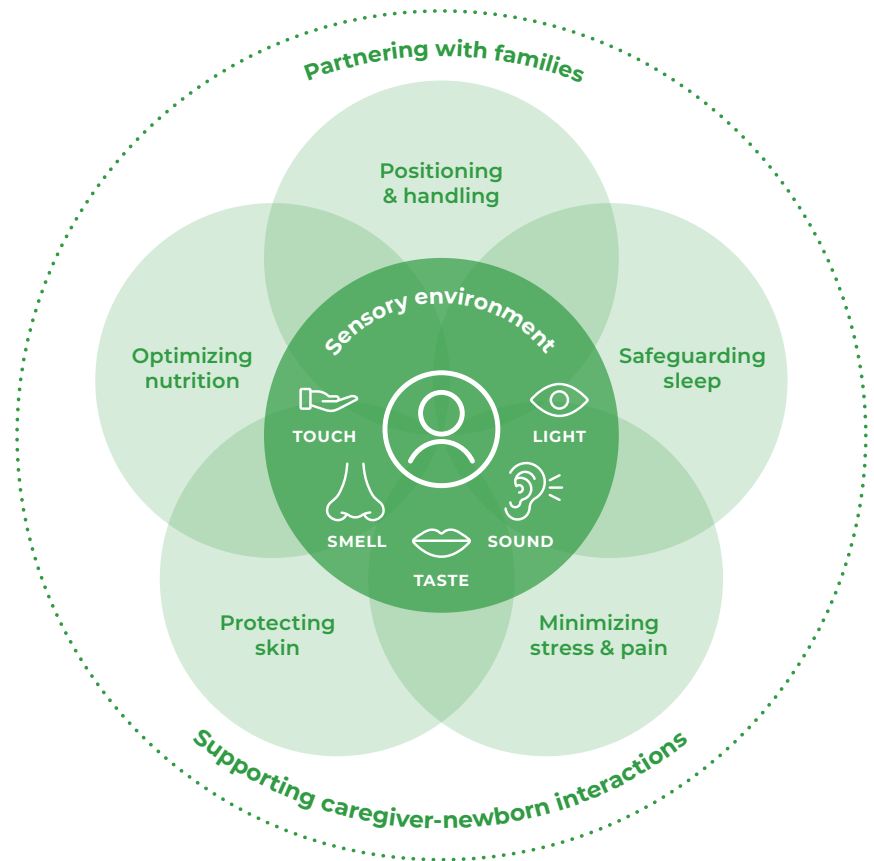 Partnering with families
Positioning
& handling
Optimizing
nutrition
Sensory environment
Safeguarding
sleep
TOUCH
LIGHT
SMELL
SOUND
TASTE
Protecting
skin
Minimizing
stress & pain
Supporting caregiver-newborn interactions